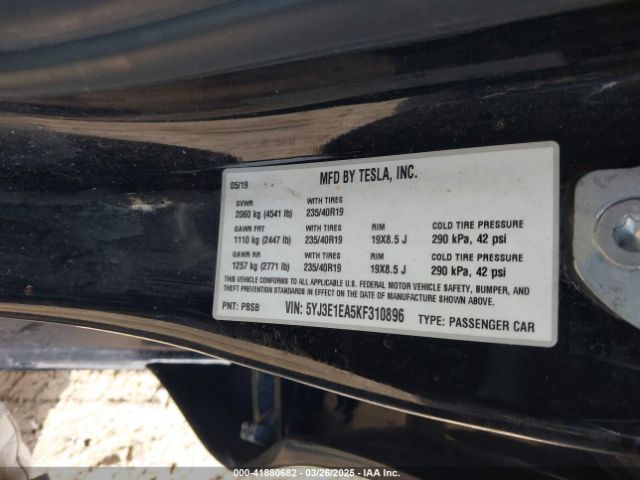 05/19 MFD BY TESLA, INC.
GVWR WITH TIRES
2060 kg (4541 lb) 235/40R19
GAWR FRT WITH TIRES RIM COLD TIRE PRESSURE
1110 kg (2447 lb) 235/40R19 19X8.5 J 290 kPa, 42 psi
GAWR RR WITH TIRES RIM COLD TIRE PRESSURE
1257 kg (2771 lb) 235/40R19 19X8.5 J 290 kPa, 42 psi
THIS VEHICLE CONFORMS TO ALL APPLICABLE U.S. FEDERAL MOTOR VEHICLE SAFETY, BUMPER, AND
THEFT PREVENTION STANDARDS IN EFFECT ON THE DATE OF MANUFACTURE SHOWN ABOVE.
PNT: PBSB VIN: 5YJ3E1EA5KF310896 TYPE: PASSENGER CAR
000-41880682 — 03/26/2025 — IAA Inc.